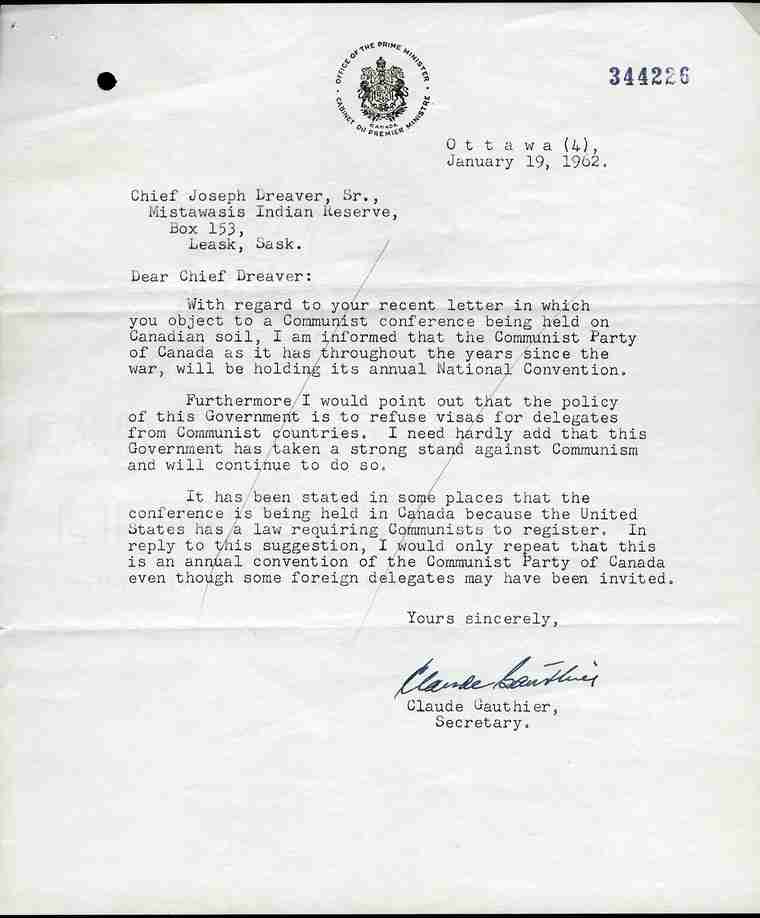 OFFICE OF THE PRIME MINISTER
CANADA
CABINET DU PREMIER MINISTRE
344226
Ottawa (4),
January 19, 1962.
Chief Joseph Dreaver, Sr.,
Mistawasis Indian Reserve,
Box 153,
Leask, Sask.
Dear Chief Dreaver:
With regard to your recent letter in which
you object to a Communist conference being held on
Canadian soil, I am informed that the Communist Party
of Canada as it has throughout the years since the
war, will be holding its annual National Convention.
Furthermore I would point out that the policy
of this Government is to refuse visas for delegates
from Communist countries. I need hardly add that this
Government has taken a strong stand against Communism
and will continue to do so.
It has been stated in some places that the
conference is being held in Canada because the United
States has a law requiring Communists to register. In
reply to this suggestion, I would only repeat that this
is an annual convention of the Communist Party of Canada
even though some foreign delegates may have been invited.
Yours sincerely,
Claude Gauthier
Claude Gauthier,
Secretary.